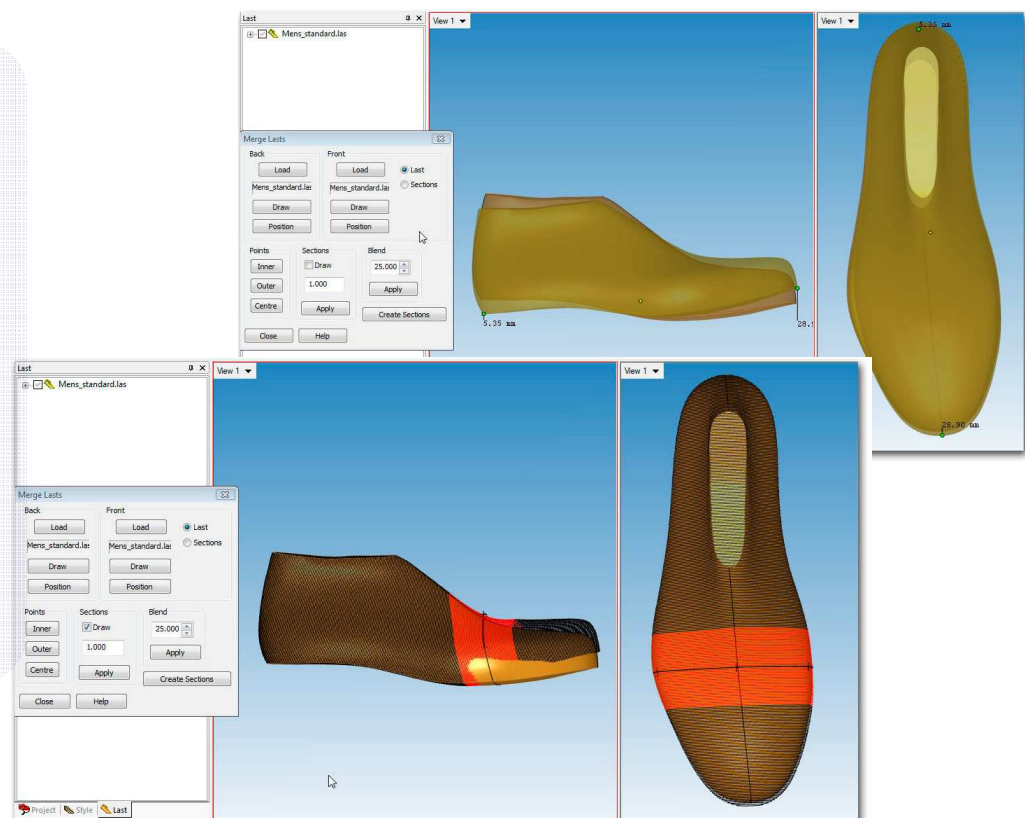 Last
View 1
View 1
Mens_standard.las
5.35 mm
Merge Lasts
Back
Front
Load
Load
Last
Mens_standard.las
Mens_standard.las
Sections
Draw
Draw
Position
Position
Points
Sections
Blend
Inner
Draw
25.000
Outer
1.000
Apply
Centre
Apply
Create Sections
Close
Help
5.35 mm
28.9
28.90 mm
Last
View 1
View 1
Mens_standard.las
Merge Lasts
Back
Front
Load
Load
Last
Mens_standard.las
Mens_standard.las
Sections
Draw
Draw
Position
Position
Points
Sections
Blend
Inner
Draw
25.000
Outer
1.000
Apply
Centre
Apply
Create Sections
Close
Help
Project
Style
Last